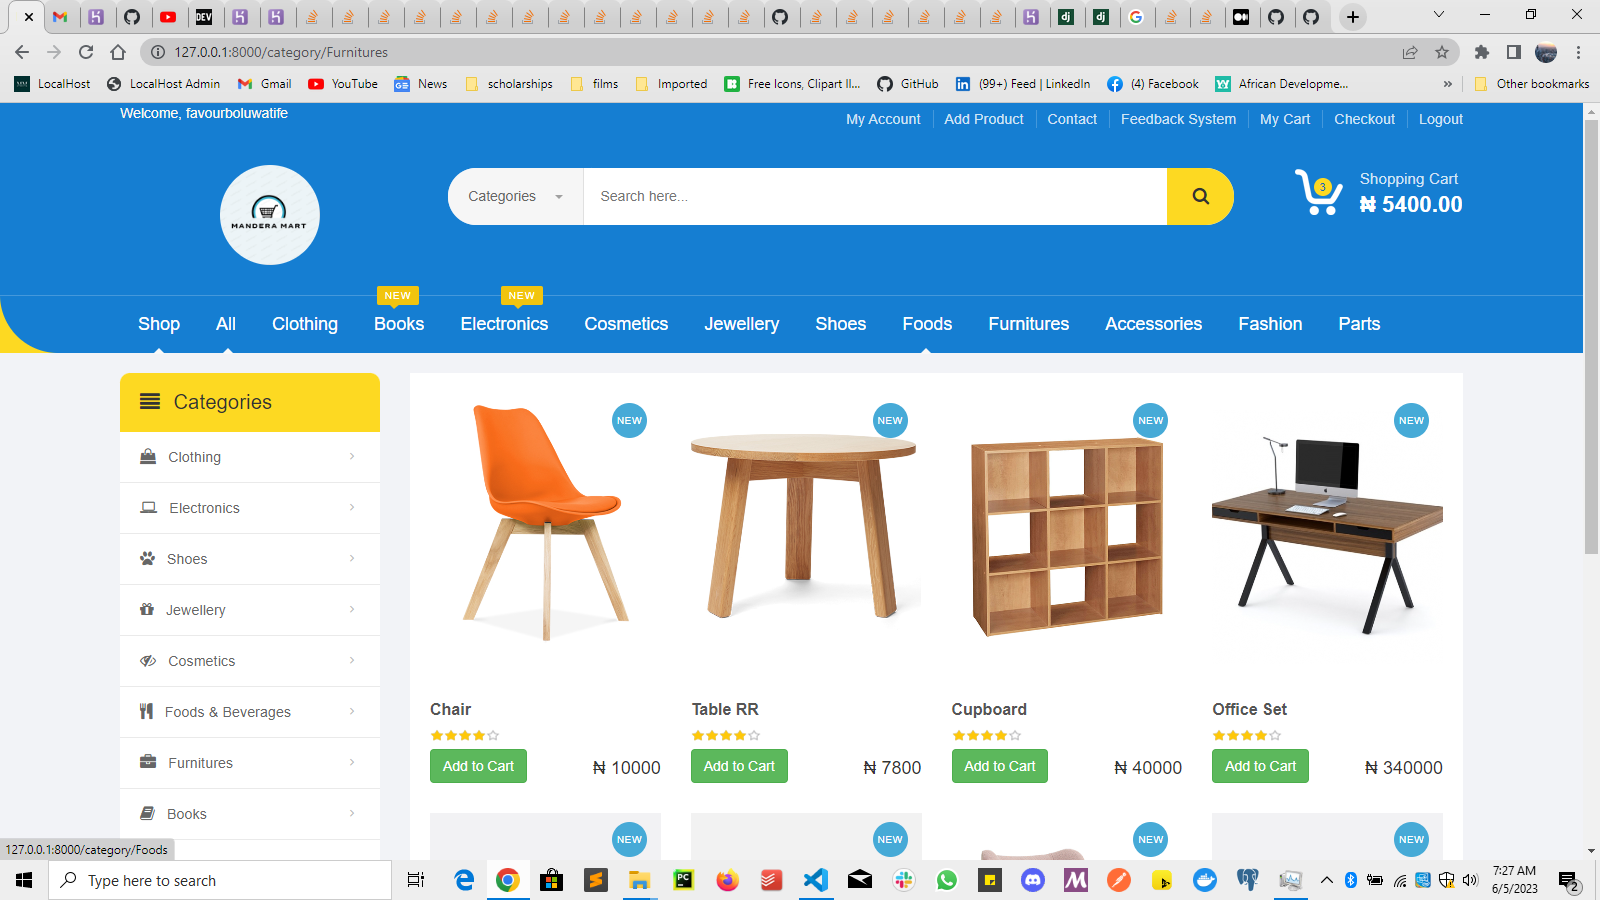 127.0.0.1:8000/category/Furnitures
LocalHost LocalHost Admin Gmail YouTube News scholarships films Imported Free Icons, Clipart Il... GitHub (99+) Feed | LinkedIn (4) Facebook African Developme... » Other bookmarks
Welcome, favourboluwatife
My Account Add Product Contact Feedback System My Cart Checkout Logout
MANDERA MART
Categories Search here...
3
Shopping Cart
₦ 5400.00
NEW NEW
Shop All Clothing Books Electronics Cosmetics Jewellery Shoes Foods Furnitures Accessories Fashion Parts
Categories
Clothing
Electronics
Shoes
Jewellery
Cosmetics
Foods & Beverages
Furnitures
Books
NEW NEW NEW NEW
Chair Table RR Cupboard Office Set
Add to Cart ₦ 10000 Add to Cart ₦ 7800 Add to Cart ₦ 40000 Add to Cart ₦ 340000
NEW NEW NEW NEW
127.0.0.1:8000/category/Foods
Type here to search
7:27 AM
6/5/2023
2